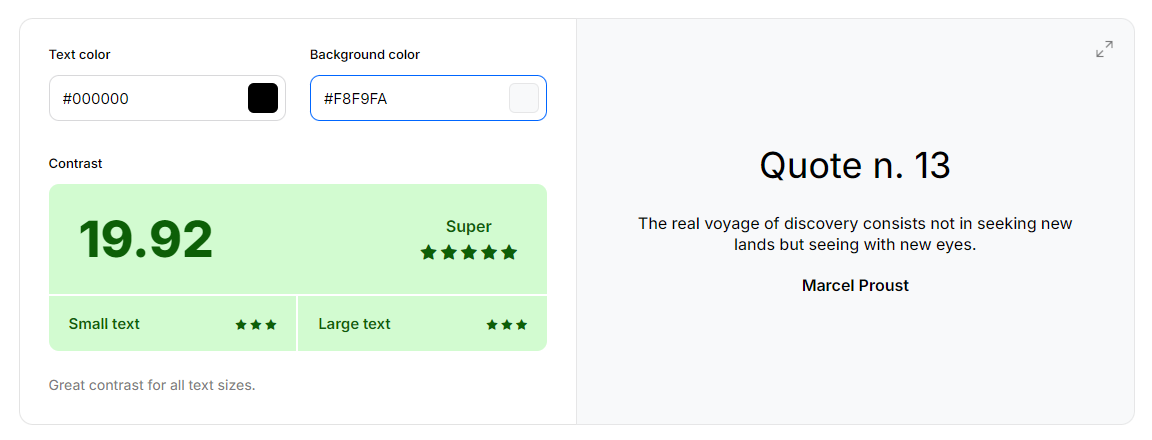 Text color
Background color
#000000
#F8F9FA
Contrast
19.92
Super
Small text
Large text
Great contrast for all text sizes.
Quote n. 13
The real voyage of discovery consists not in seeking new
lands but seeing with new eyes.
Marcel Proust